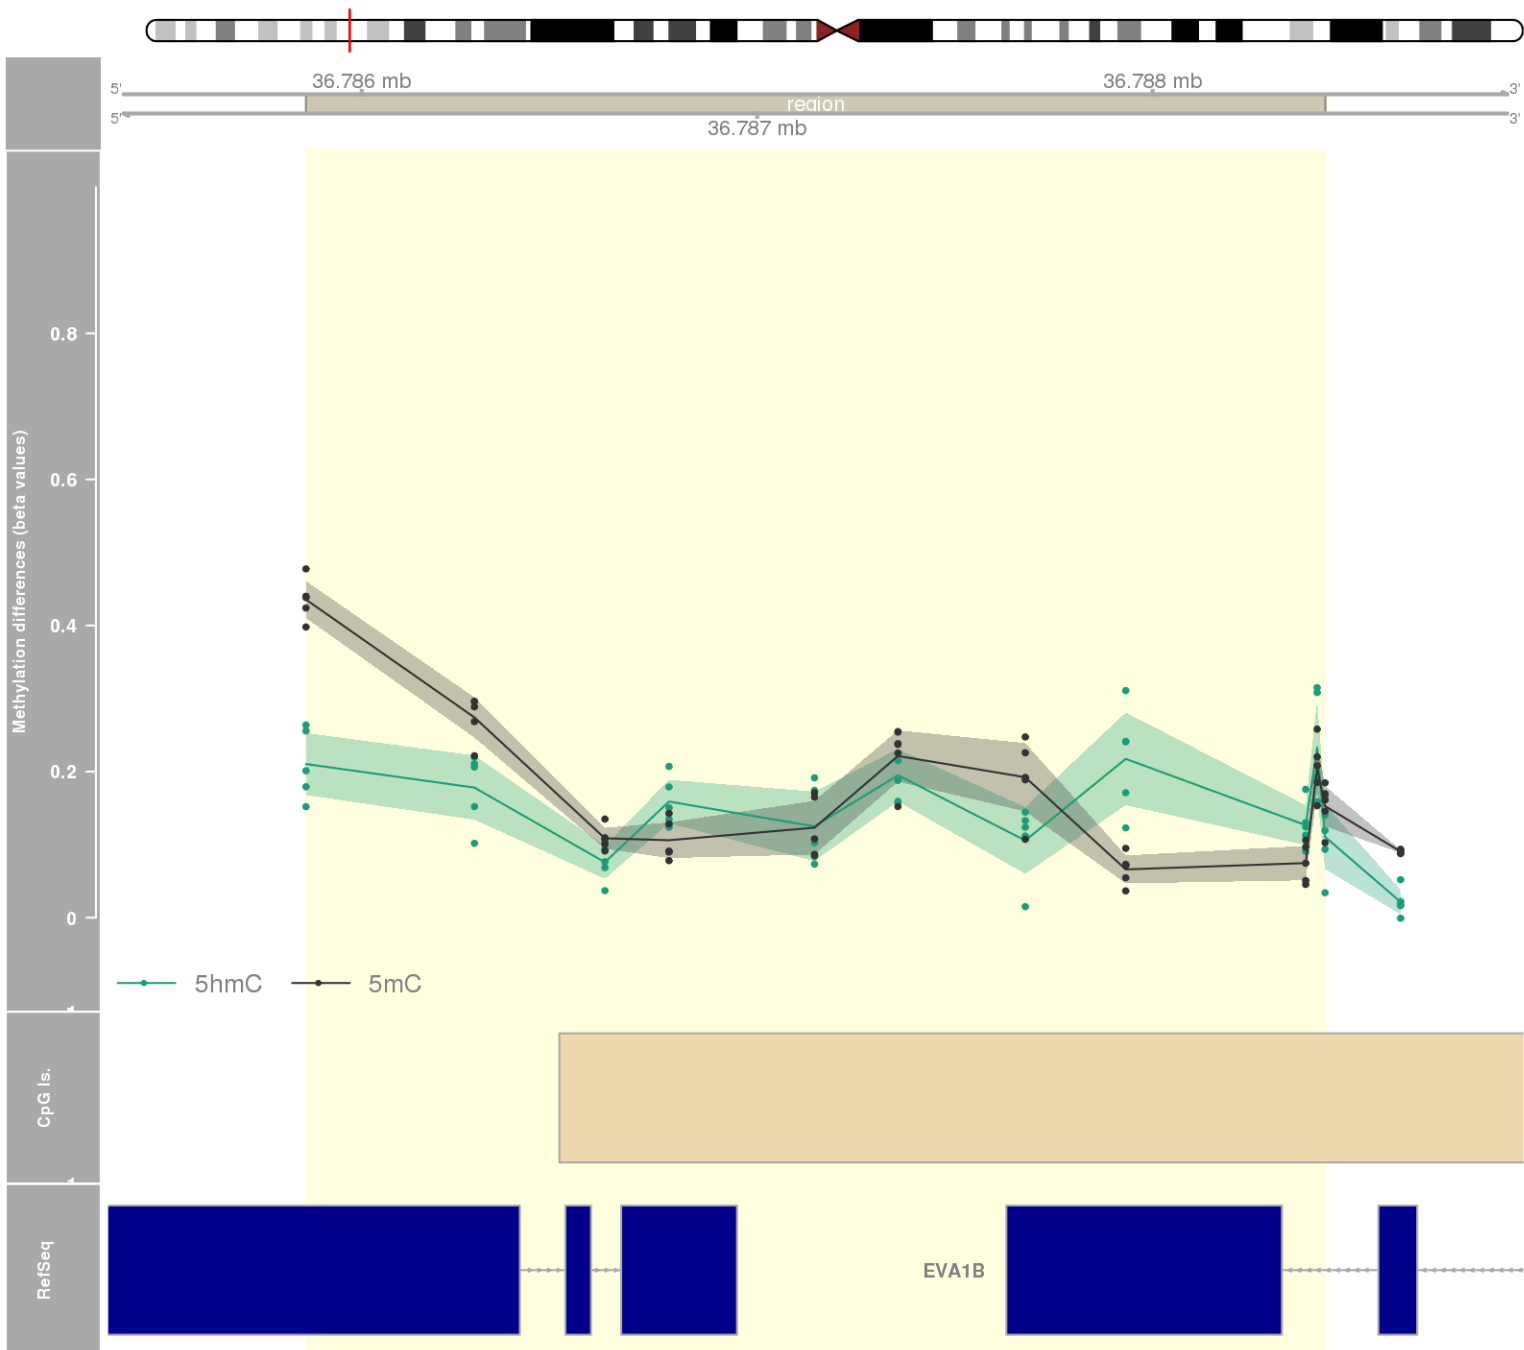 36.786 mb
36.788 mb
5'
3'
region
5'
3'
36.787 mb
Methylation differences (beta values)
0.8
0.6
0.4
0.2
0
5hmC
5mC
CpG Is.
RefSeq
EVA1B